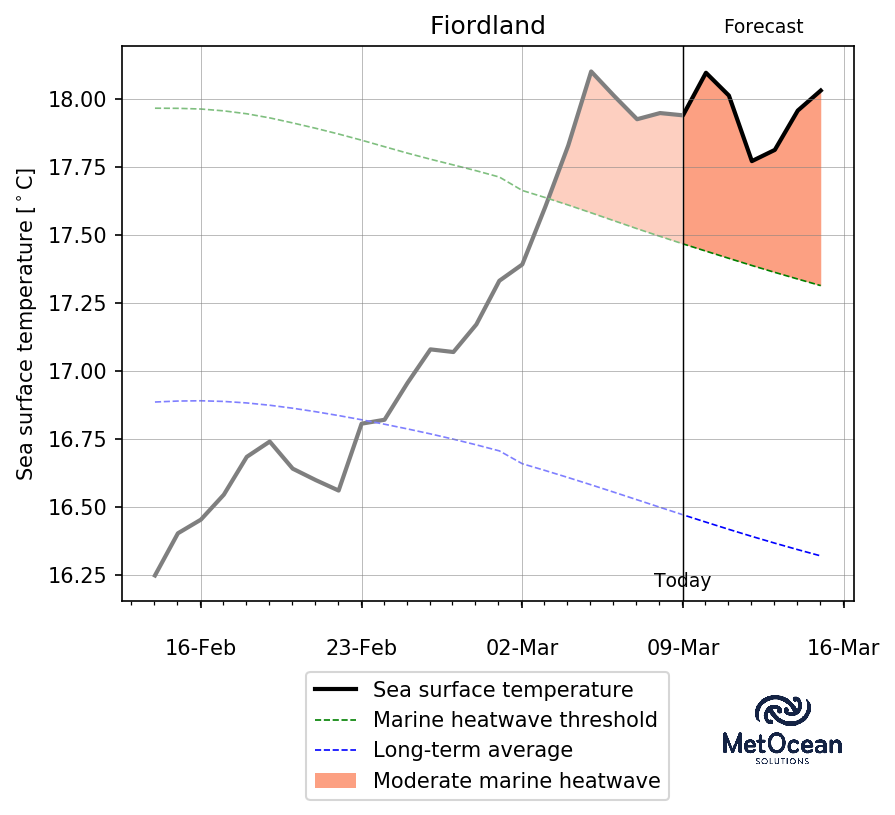 Fiordland
Forecast
Sea surface temperature [°C]
18.00
17.75
17.50
17.25
17.00
16.75
16.50
16.25
Today
16-Feb 23-Feb 02-Mar 09-Mar 16-Mar
Sea surface temperature
Marine heatwave threshold
Long-term average
Moderate marine heatwave
MetOcean
SOLUTIONS